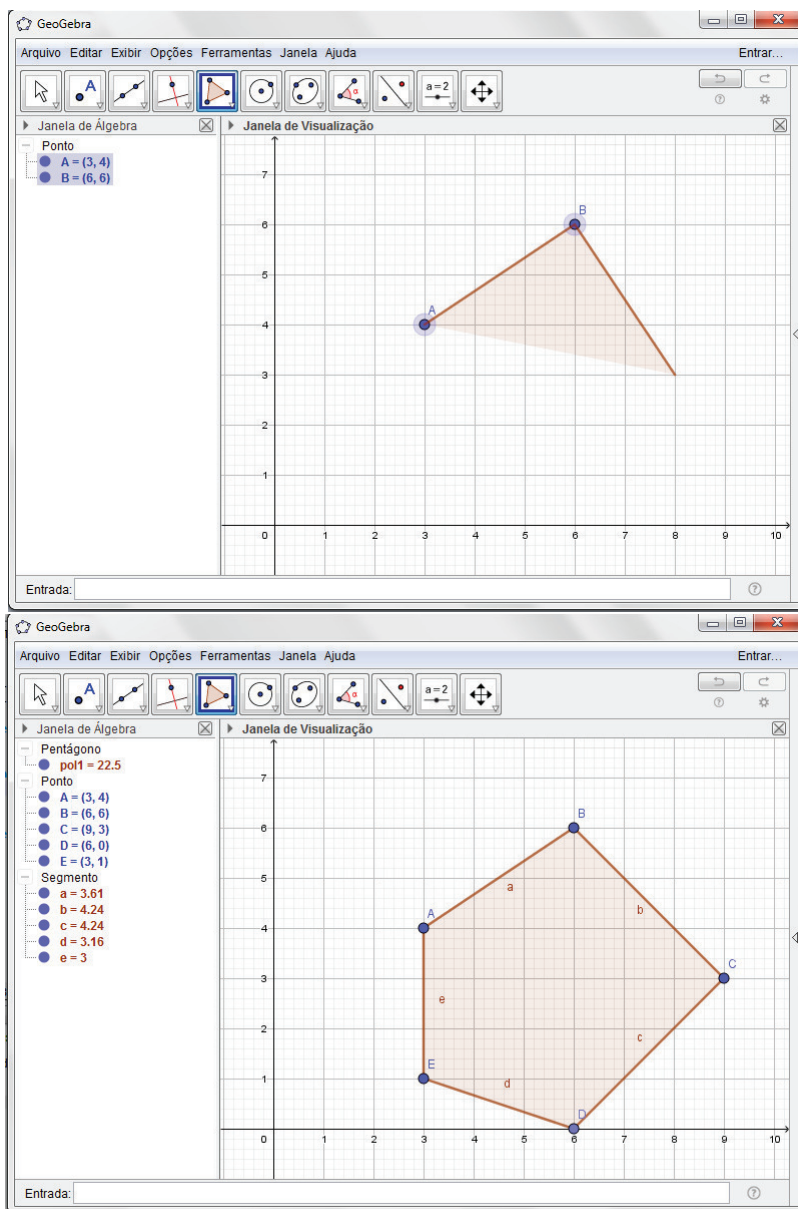 GeoGebra
Arquivo Editar Exibir Opções Ferramentas Janela Ajuda Entrar...
A α a=2
Janela de Álgebra
Ponto
A = (3, 4)
B = (6, 6)
Janela de Visualização
7
6
5
4
3
2
1
0 1 2 3 4 5 6 7 8 9 10
A
B
Entrada:
GeoGebra
Arquivo Editar Exibir Opções Ferramentas Janela Ajuda Entrar...
A α a=2
Janela de Álgebra
Pentágono
pol1 = 22.5
Ponto
A = (3, 4)
B = (6, 6)
C = (9, 3)
D = (6, 0)
E = (3, 1)
Segmento
a = 3.61
b = 4.24
c = 4.24
d = 3.16
e = 3
Janela de Visualização
7
6
5
4
3
2
1
0 1 2 3 4 5 6 7 8 9 10
B
a
b
A
C
e
c
E
d
D
Entrada: